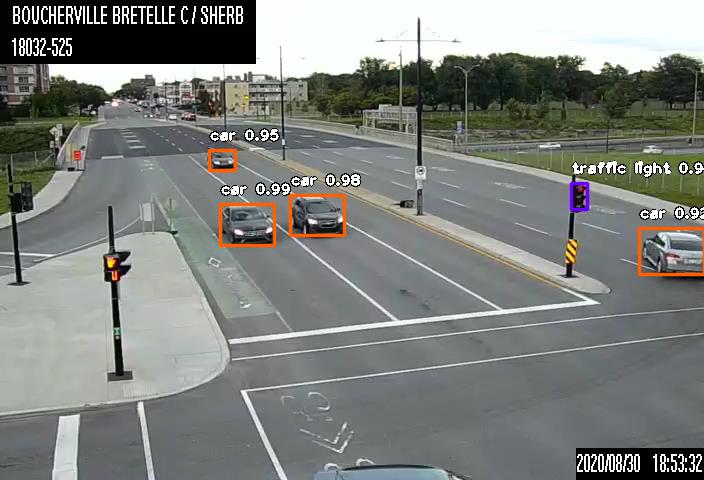 BOUCHERVILLE BRETELLE C / SHERB
18032-525
car 0.95
traffic light 0.9
car 0.99
car 0.98
car 0.92
2020/08/30 18:53:32